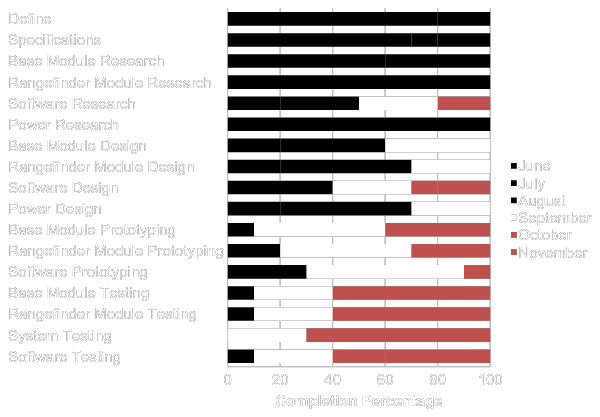 Define
Specifications
Base Module Research
Rangefinder Module Research
Software Research
Power Research
Base Module Design
Rangefinder Module Design
Software Design
Power Design
Base Module Prototyping
Rangefinder Module Prototyping
Software Prototyping
Base Module Testing
Rangefinder Module Testing
System Testing
Software Testing
0 20 40 60 80 100
Completion Percentage
June
July
August
September
October
November